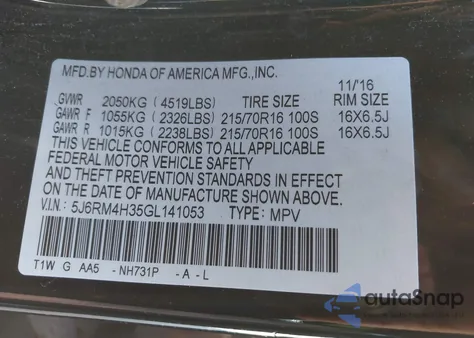 MFD.BY HONDA OF AMERICA MFG.,INC.
11/'16
GVWR 2050KG (4519LBS) TIRE SIZE RIM SIZE
GAWR F 1055KG (2326LBS) 215/70R16 100S 16X6.5J
GAWR R 1015KG (2238LBS) 215/70R16 100S 16X6.5J
THIS VEHICLE CONFORMS TO ALL APPLICABLE
FEDERAL MOTOR VEHICLE SAFETY
AND THEFT PREVENTION STANDARDS IN EFFECT
ON THE DATE OF MANUFACTURE SHOWN ABOVE.
VIN: 5J6RM4H35GL141053 TYPE: MPV
T1W G AA5 -NH731P -A-L
autoSnap